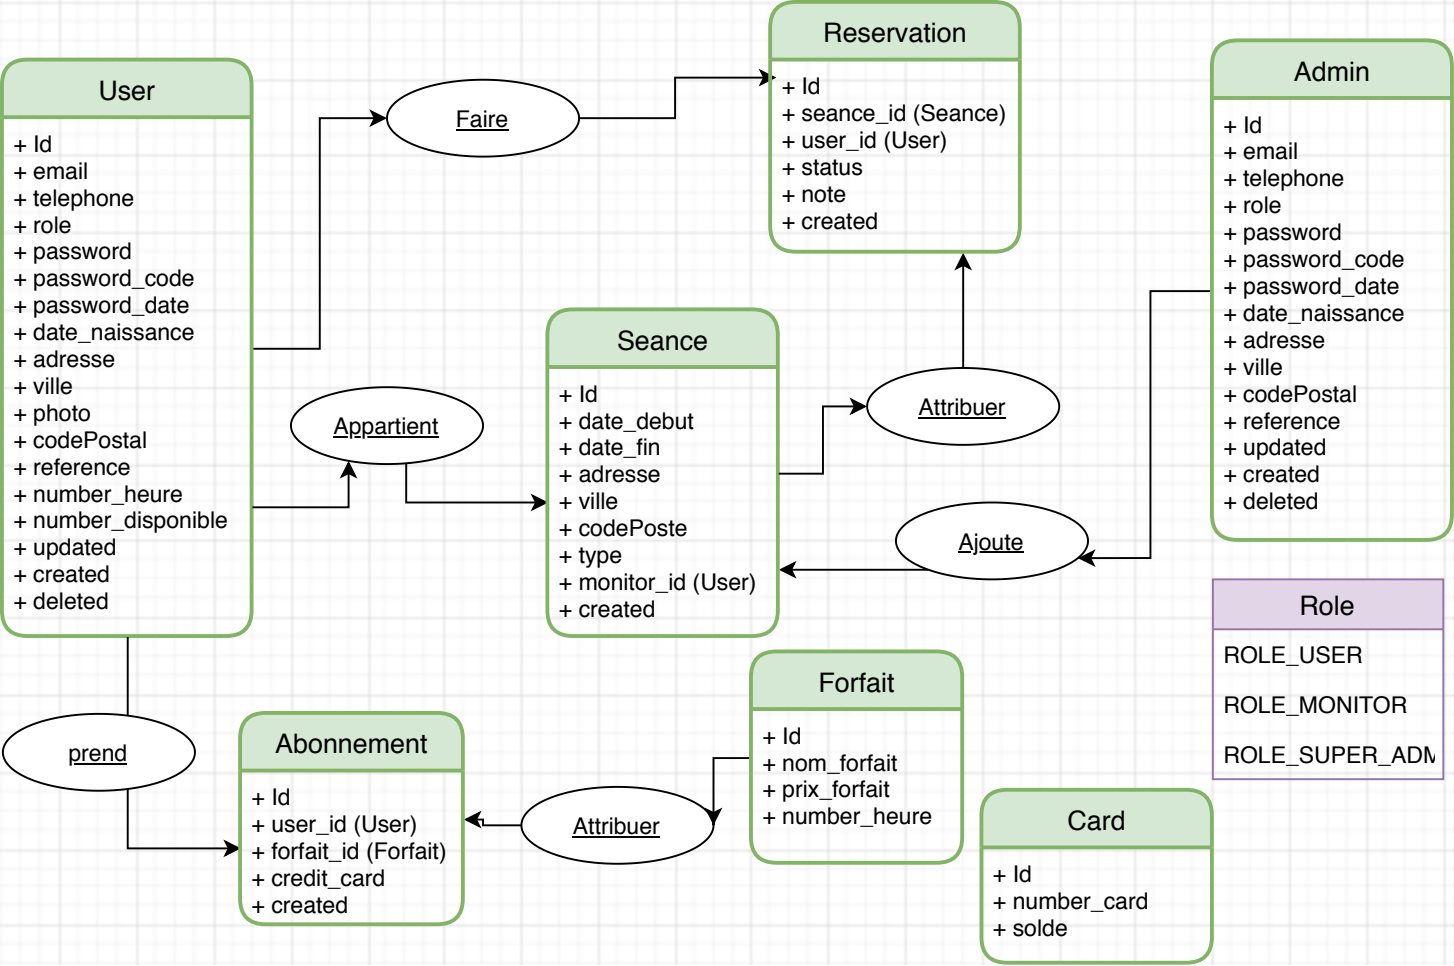 User
+ Id
+ email
+ telephone
+ role
+ password
+ password_code
+ password_date
+ date_naissance
+ adresse
+ ville
+ photo
+ codePostal
+ reference
+ number_heure
+ number_disponible
+ updated
+ created
+ deleted
Faire
Reservation
+ Id
+ seance_id (Seance)
+ user_id (User)
+ status
+ note
+ created
Admin
+ Id
+ email
+ telephone
+ role
+ password
+ password_code
+ password_date
+ date_naissance
+ adresse
+ ville
+ codePostal
+ reference
+ updated
+ created
+ deleted
Appartient
Seance
+ Id
+ date_debut
+ date_fin
+ adresse
+ ville
+ codePoste
+ type
+ monitor_id (User)
+ created
Attribuer
Ajoute
Role
ROLE_USER
ROLE_MONITOR
ROLE_SUPER_ADM
prend
Abonnement
+ Id
+ user_id (User)
+ forfait_id (Forfait)
+ credit_card
+ created
Attribuer
Forfait
+ Id
+ nom_forfait
+ prix_forfait
+ number_heure
Card
+ Id
+ number_card
+ solde